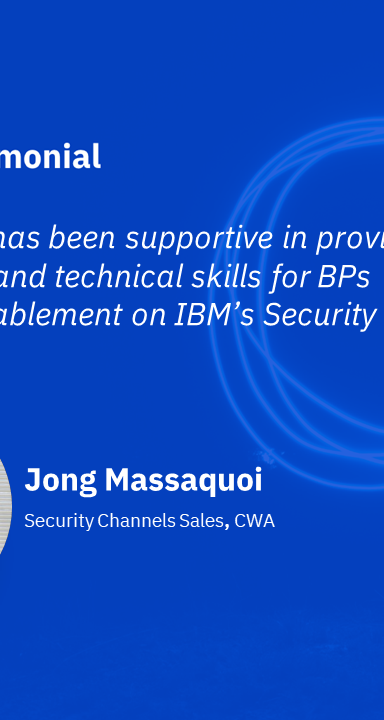 monial
has been supportive in provi
and technical skills for BPs
ablement on IBM’s Security
Jong Massaquoi
Security Channels Sales, CWA